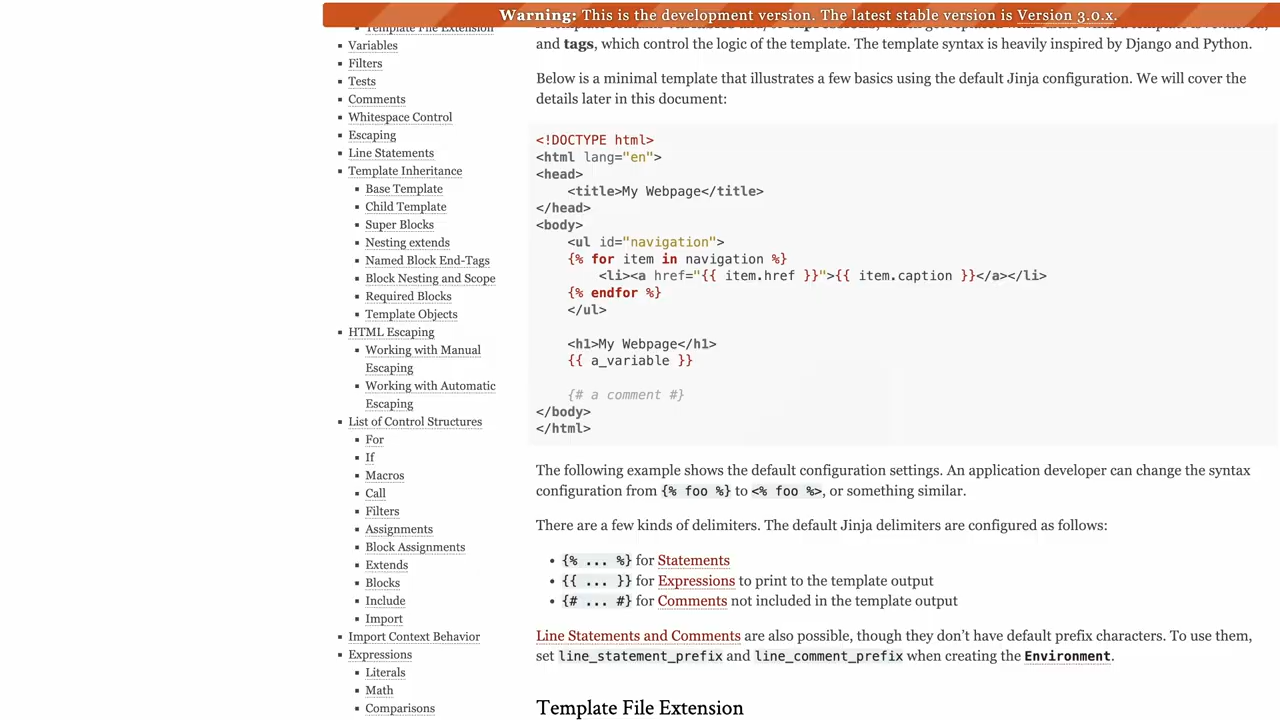 Warning: This is the development version. The latest stable version is Version 3.0.x.
Template File Extension
Variables
Filters
Tests
Comments
Whitespace Control
Escaping
Line Statements
Template Inheritance
Base Template
Child Template
Super Blocks
Nesting extends
Named Block End-Tags
Block Nesting and Scope
Required Blocks
Template Objects
HTML Escaping
Working with Manual
Escaping
Working with Automatic
Escaping
List of Control Structures
For
If
Macros
Call
Filters
Assignments
Block Assignments
Extends
Blocks
Include
Import
Import Context Behavior
Expressions
Literals
Math
Comparisons
and tags, which control the logic of the template. The template syntax is heavily inspired by Django and Python.
Below is a minimal template that illustrates a few basics using the default Jinja configuration. We will cover the
details later in this document:
<!DOCTYPE html>
<html lang="en">
<head>
    <title>My Webpage</title>
</head>
<body>
    <ul id="navigation">
    {% for item in navigation %}
        <li><a href="{{ item.href }}">{{ item.caption }}</a></li>
    {% endfor %}
    </ul>
    <h1>My Webpage</h1>
    {{ a_variable }}
    {# a comment #}
</body>
</html>
The following example shows the default configuration settings. An application developer can change the syntax
configuration from {% foo %} to <% foo %>, or something similar.
There are a few kinds of delimiters. The default Jinja delimiters are configured as follows:
• {% ... %} for Statements
• {{ ... }} for Expressions to print to the template output
• {# ... #} for Comments not included in the template output
Line Statements and Comments are also possible, though they don’t have default prefix characters. To use them,
set line_statement_prefix and line_comment_prefix when creating the Environment.
Template File Extension